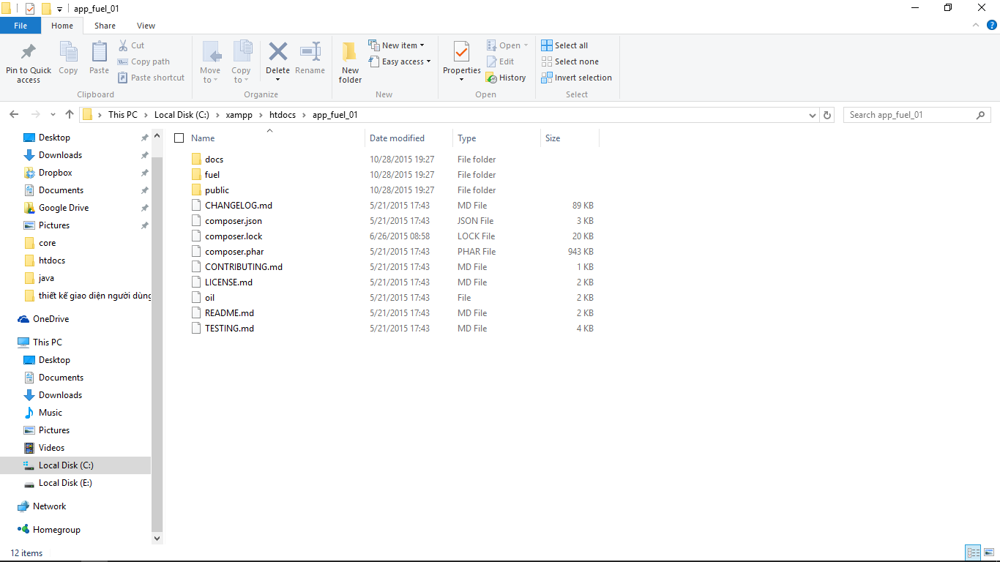 app_fuel_01
File Home Share View
Pin to Quick access
Copy
Paste
Cut
Copy path
Paste shortcut
Clipboard
Move to
Copy to
Delete
Rename
Organize
New folder
New item
Easy access
New
Properties
Open
Edit
History
Open
Select all
Select none
Invert selection
Select
This PC > Local Disk (C:) > xampp > htdocs > app_fuel_01
Search app_fuel_01
Desktop
Downloads
Dropbox
Documents
Google Drive
Pictures
core
htdocs
java
thiết kế giao diện người dùng
OneDrive
This PC
Desktop
Documents
Downloads
Music
Pictures
Videos
Local Disk (C:)
Local Disk (E:)
Network
Homegroup
Name Date modified Type Size
docs 10/28/2015 19:27 File folder
fuel 10/28/2015 19:27 File folder
public 10/28/2015 19:27 File folder
CHANGELOG.md 5/21/2015 17:43 MD File 89 KB
composer.json 5/21/2015 17:43 JSON File 3 KB
composer.lock 6/26/2015 08:58 LOCK File 20 KB
composer.phar 5/21/2015 17:43 PHAR File 943 KB
CONTRIBUTING.md 5/21/2015 17:43 MD File 1 KB
LICENSE.md 5/21/2015 17:43 MD File 2 KB
oil 5/21/2015 17:43 File 2 KB
README.md 5/21/2015 17:43 MD File 2 KB
TESTING.md 5/21/2015 17:43 MD File 4 KB
12 items